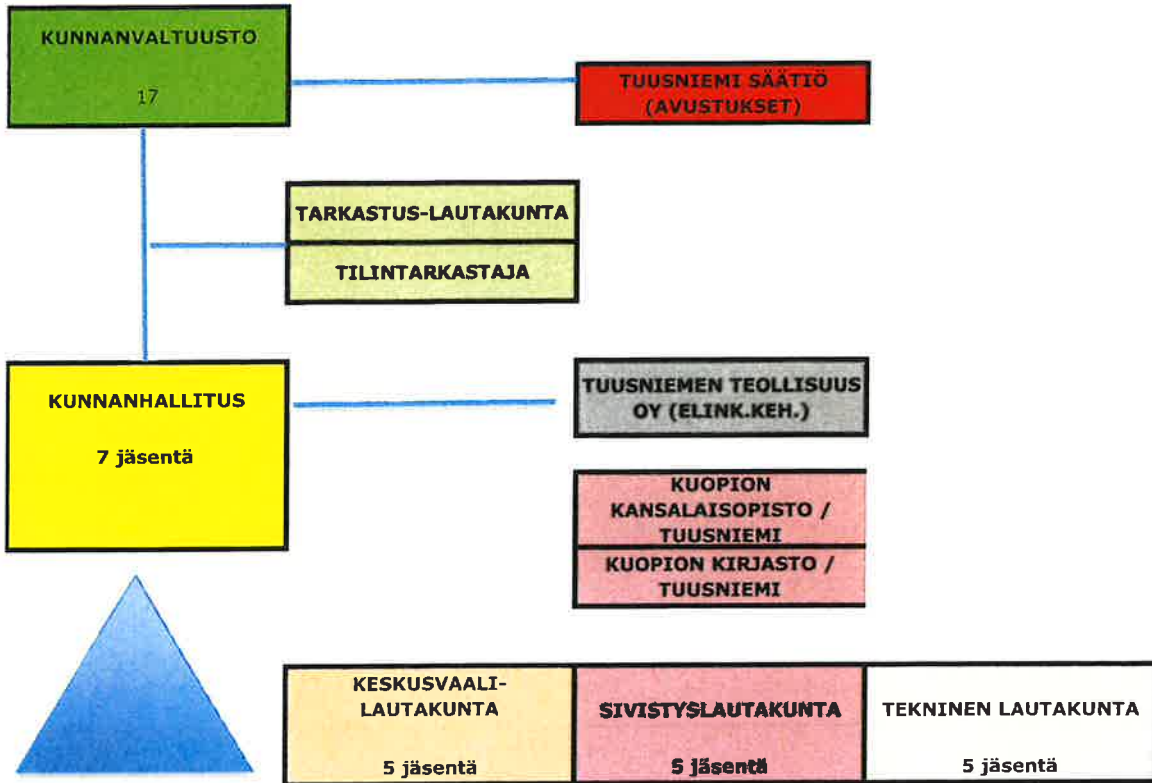 KUNNANVALTUUSTO
17
TUUSNIEMI SÄÄTIÖ
(AVUSTUKSET)
TARKASTUS-LAUTAKUNTA
TILINTARKASTAJA
KUNNANHALLITUS
7 jäsentä
TUUSNIEMEN TEOLLISUUS
OY (ELINK.KEH.)
KUOPION
KANSALAISOPISTO /
TUUSNIEMI
KUOPION KIRJASTO /
TUUSNIEMI
KESKUSVAALI-
LAUTAKUNTA
5 jäsentä
SIVISTYSLAUTAKUNTA
5 jäsentä
TEKNINEN LAUTAKUNTA
5 jäsentä